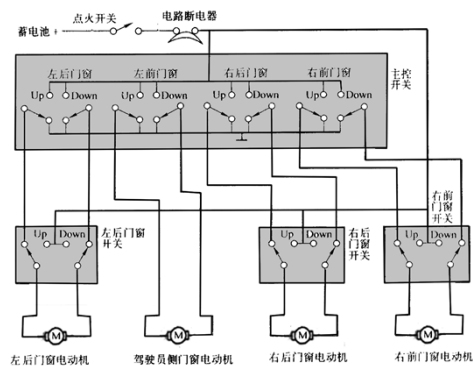 点火开关
电路断电器
蓄电池 +
左后门窗 左前门窗 右后门窗 右前门窗
主控
开关
Up Down Up Down Up Down Up Down
左后门窗
开关
Up Down
右后
门窗
开关
Up Down
右前
门窗
开关
Up Down
M M M M
左后门窗电动机 驾驶员侧门窗电动机 右后门窗电动机 右前门窗电动机